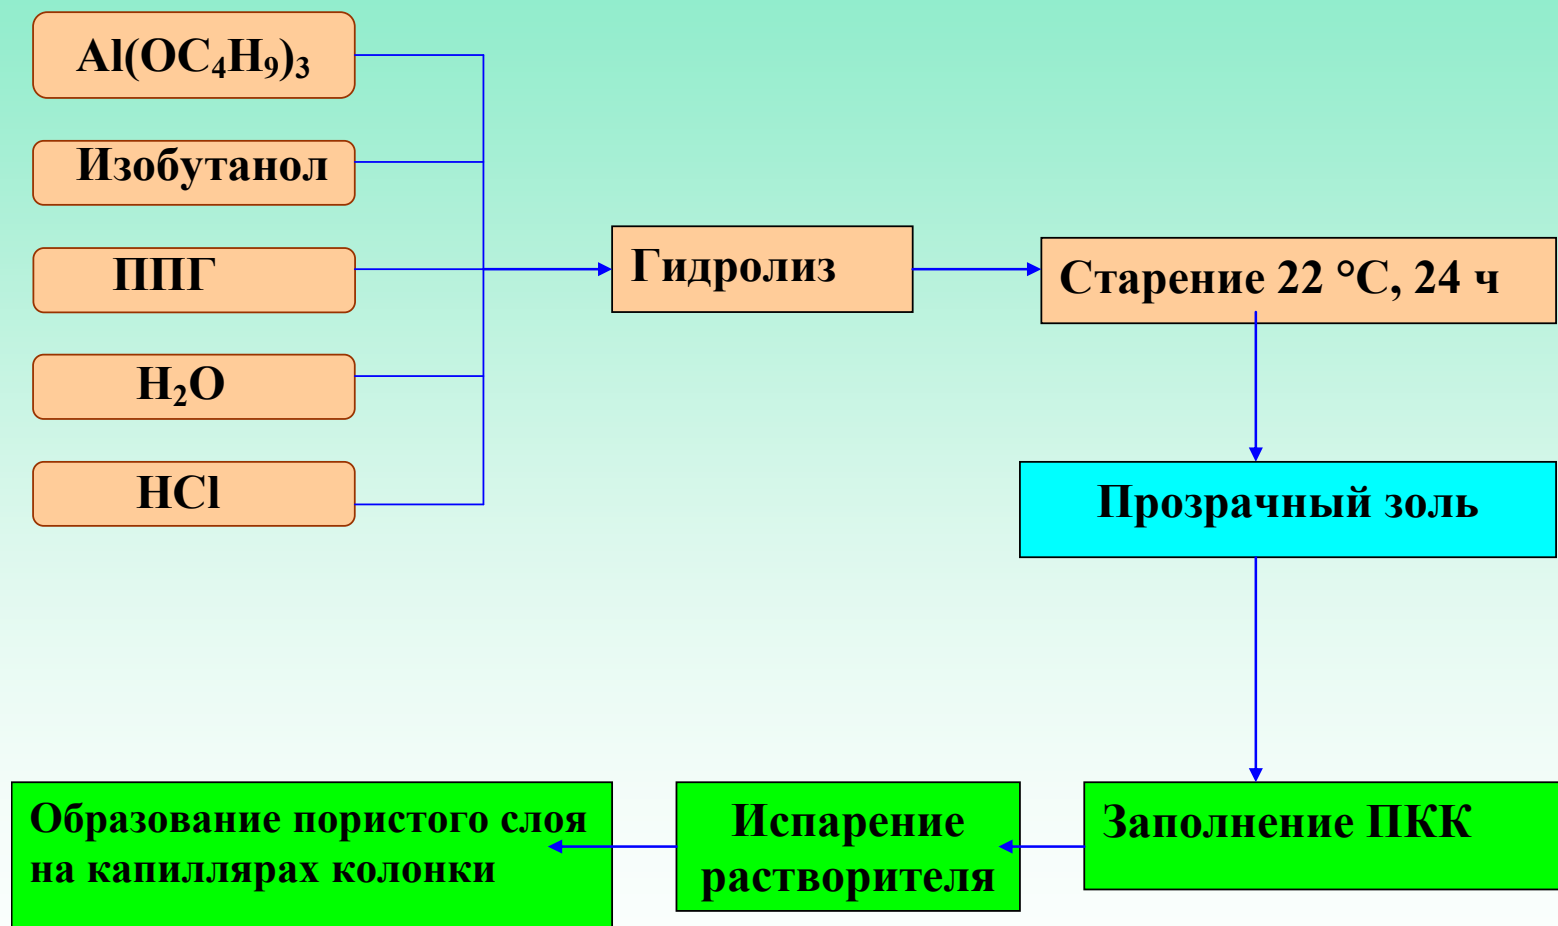 Al(OC₄H₉)₃
Изобутанол
ППГ
H₂O
HCl
Гидролиз
Старение 22 °С, 24 ч
Прозрачный золь
Заполнение ПКК
Испарение
растворителя
Образование пористого слоя
на капиллярах колонки